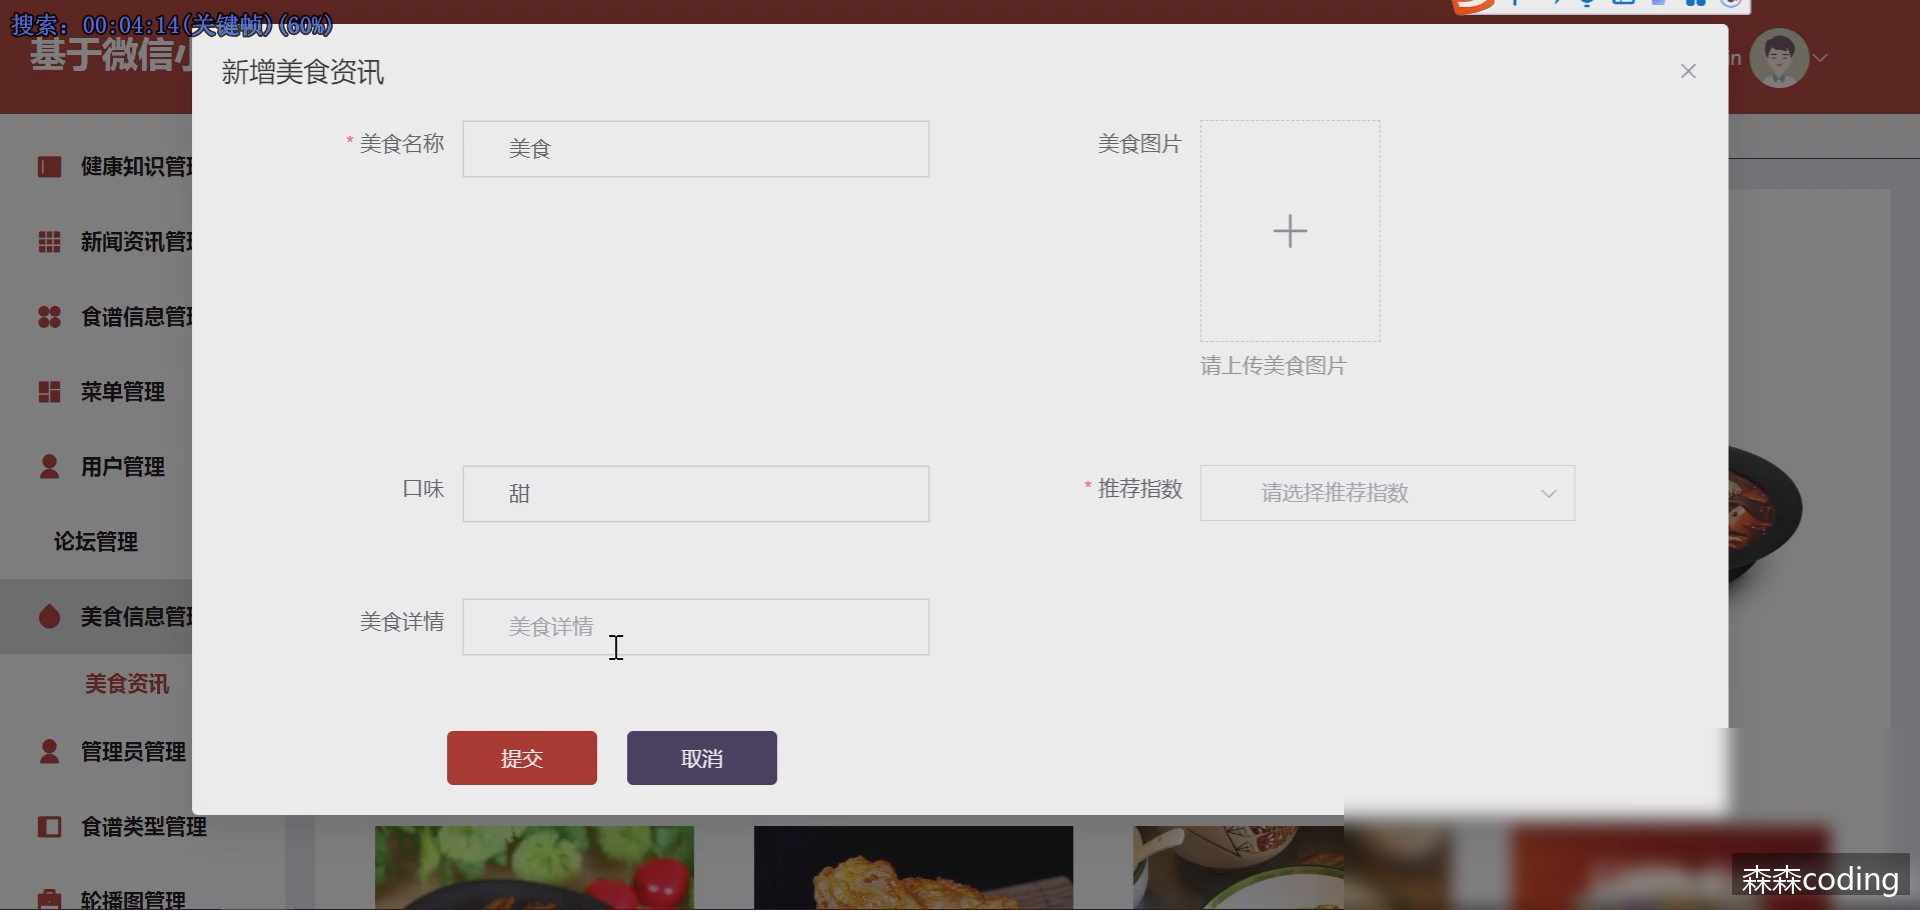 搜索: 00:04:14(关键帧)(60%)
基于微信小
in
新增美食资讯
* 美食名称
美食
美食图片
请上传美食图片
口味
甜
* 推荐指数
请选择推荐指数
美食详情
美食详情
提交
取消
健康知识管理
新闻资讯管理
食谱信息管理
菜单管理
用户管理
论坛管理
美食信息管理
美食资讯
管理员管理
食谱类型管理
轮播图管理
森森coding